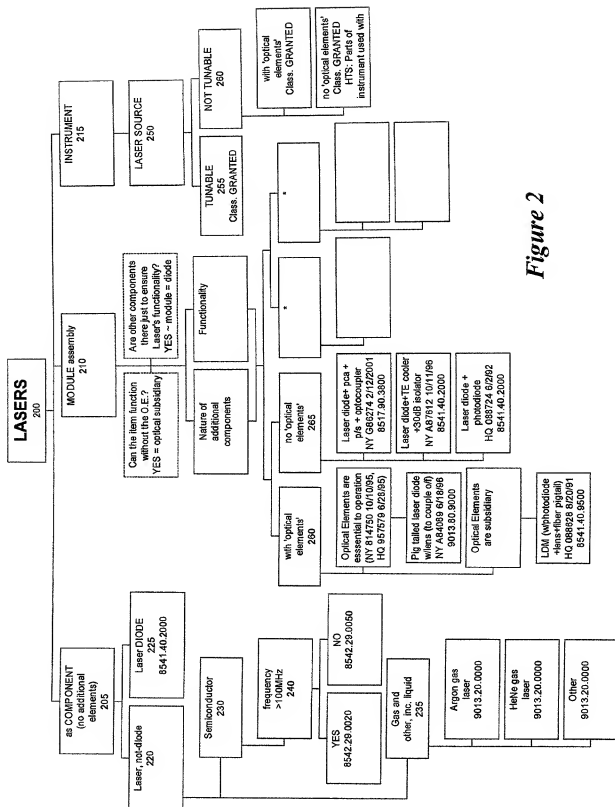 LASERS
200
as COMPONENT
(no additional
elements)
205
Laser, not-diode
220
Laser DIODE
225
8541.40.2000
Semiconductor
230
frequency
>100MHz
240
YES
8542.29.0020
NO
8542.29.0050
Gas and
other, inc. liquid
235
Argon gas
laser
9013.20.0000
HeNe gas
laser
9013.20.0000
Other
9013.20.0000
MODULE assembly
210
Can the item function
without the O.E.?
YES = optical subsidiary
Are other components
there just to ensure
Laser's functionality?
YES ~ module = diode
Nature of
additional
components
Functionality
with 'optical
elements'
260
Optical Elements are
esssential to operation
(NY 814750 10/10/95,
HQ 957579 6/28/95)
Pig tailed laser diode
w/lens (to couple o/f)
NY A84089 6/18/96
9013.80.9000
Optical Elements
are subsidiary
LDM (w/photodiode
+lens+fiber pigtail)
HQ 088628 8/20/91
8541.40.9500
no 'optical
elements'
265
Laser diode+ pca +
p/s + optocoupler
NY G86274 2/12/2001
8517.90.3800
Laser diode+TE cooler
+30dB isolator
NY A87612 10/11/96
8541.40.2000
Laser diode +
photodiode
HQ 088724 6/2/92
8541.40.2000
*
*
INSTRUMENT
215
LASER SOURCE
250
TUNABLE
255
Class. GRANTED
NOT TUNABLE
260
with 'optical
elements'
Class. GRANTED
no 'optical elements'
Class. GRANTED
HTS: Parts of
instrument used with
Figure 2